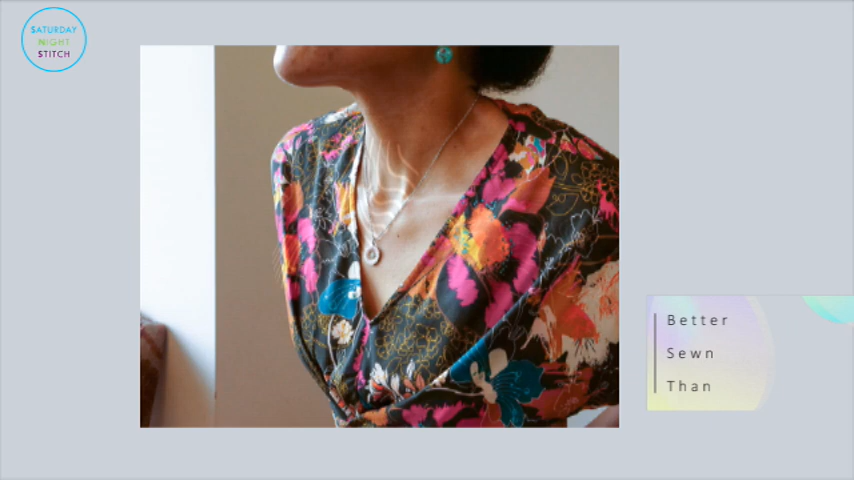 SATURDAY
NIGHT
STITCH
Better
Sewn
Than